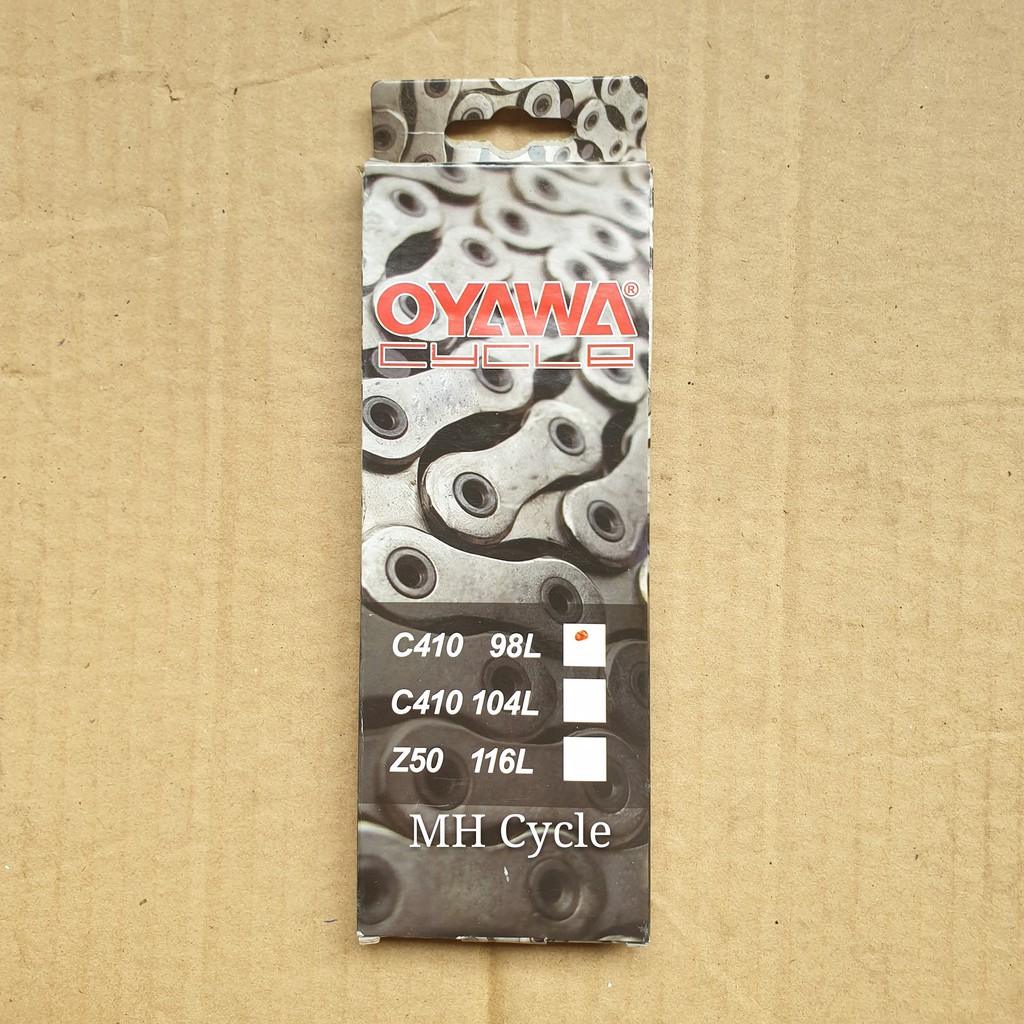 OYAWA®
CYCLE
C410 98L
C410 104L
Z50 116L
MH Cycle